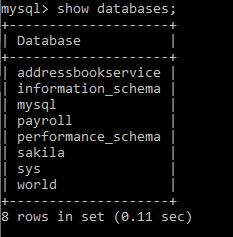 mysql> show databases;
+--------------------+
| Database           |
+--------------------+
| addressbookservice |
| information_schema |
| mysql              |
| payroll            |
| performance_schema |
| sakila             |
| sys                |
| world              |
+--------------------+
8 rows in set (0.11 sec)